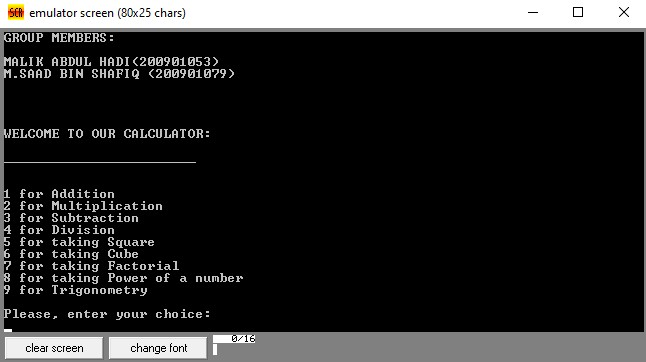 emulator screen (80x25 chars)
GROUP MEMBERS:
MALIK ABDUL HADI(200901053)
M.SAAD BIN SHAFIQ (200901079)
WELCOME TO OUR CALCULATOR:
1 for Addition
2 for Multiplication
3 for Subtraction
4 for Division
5 for taking Square
6 for taking Cube
7 for taking Factorial
8 for taking Power of a number
9 for Trigonometry
Please, enter your choice:
clear screen
change font
0/16